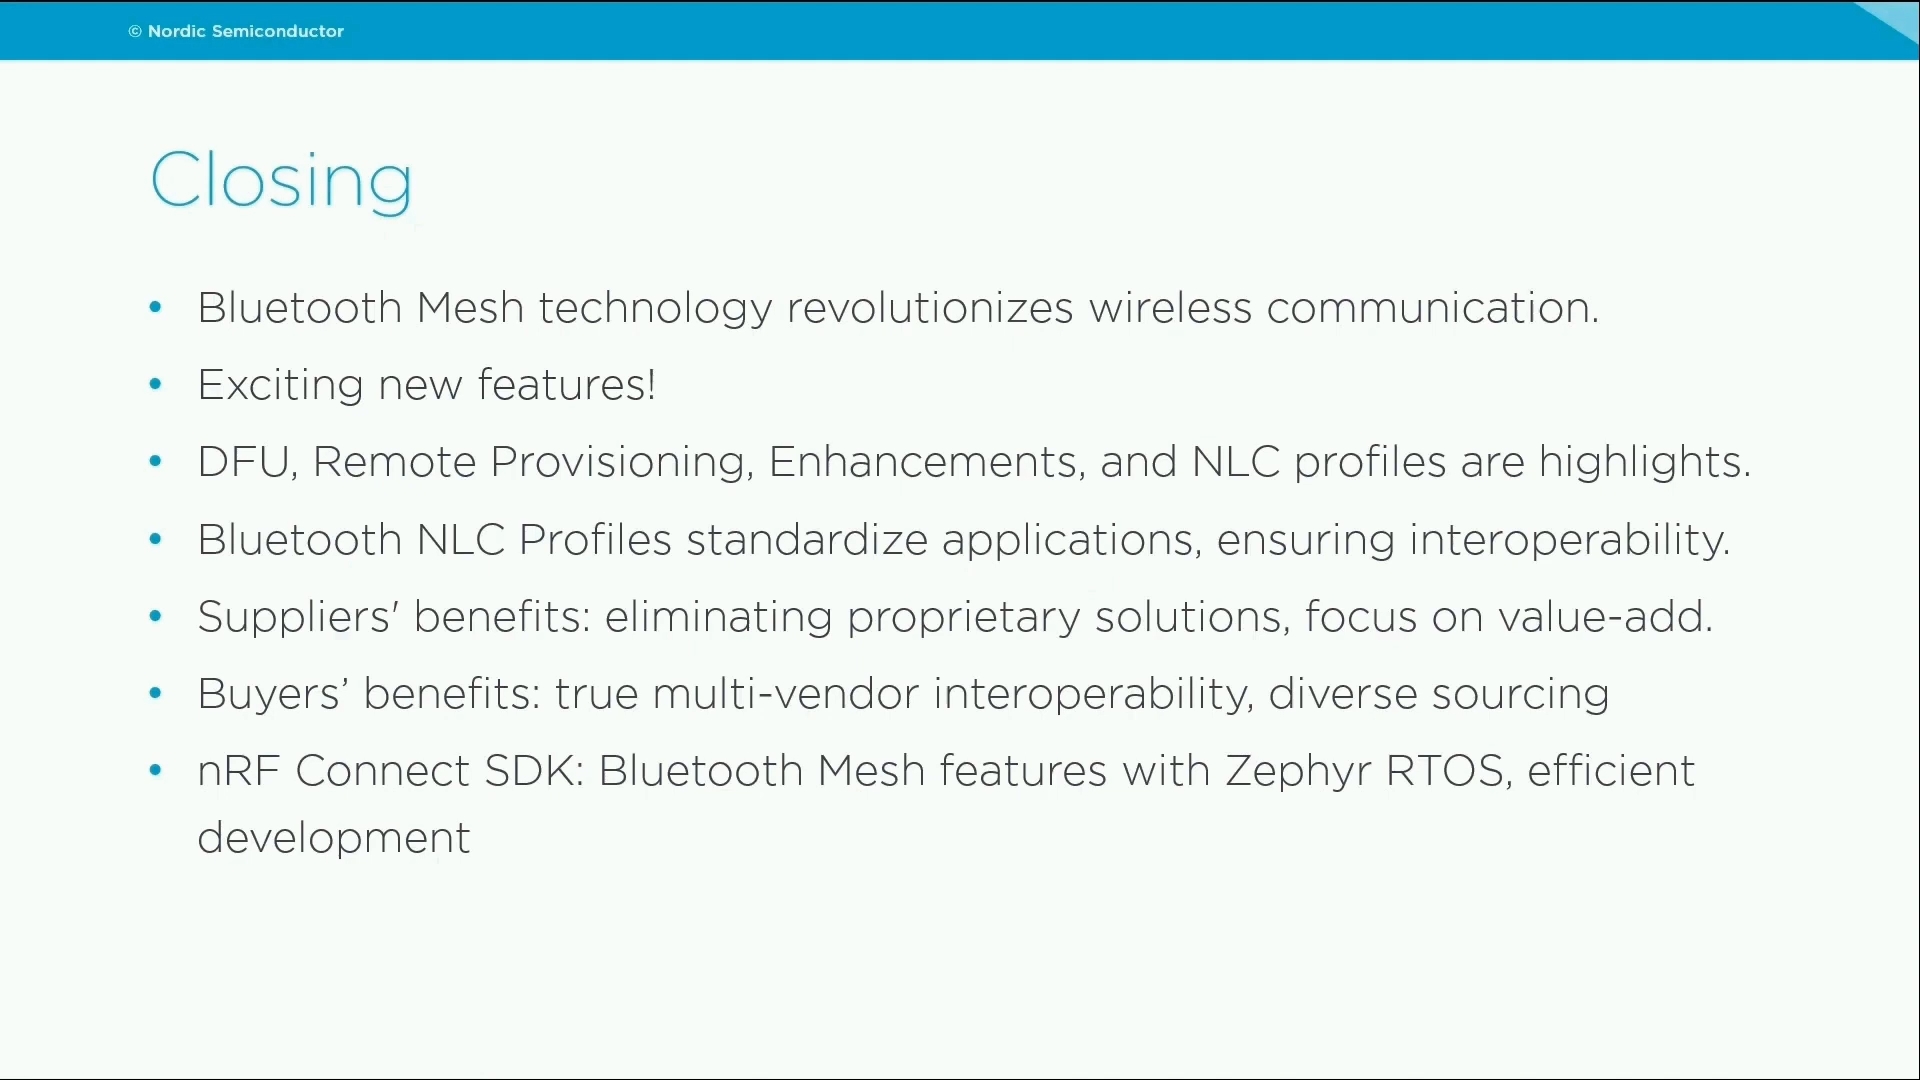 © Nordic Semiconductor
Closing
• Bluetooth Mesh technology revolutionizes wireless communication.
• Exciting new features!
• DFU, Remote Provisioning, Enhancements, and NLC profiles are highlights.
• Bluetooth NLC Profiles standardize applications, ensuring interoperability.
• Suppliers' benefits: eliminating proprietary solutions, focus on value-add.
• Buyers’ benefits: true multi-vendor interoperability, diverse sourcing
• nRF Connect SDK: Bluetooth Mesh features with Zephyr RTOS, efficient
development